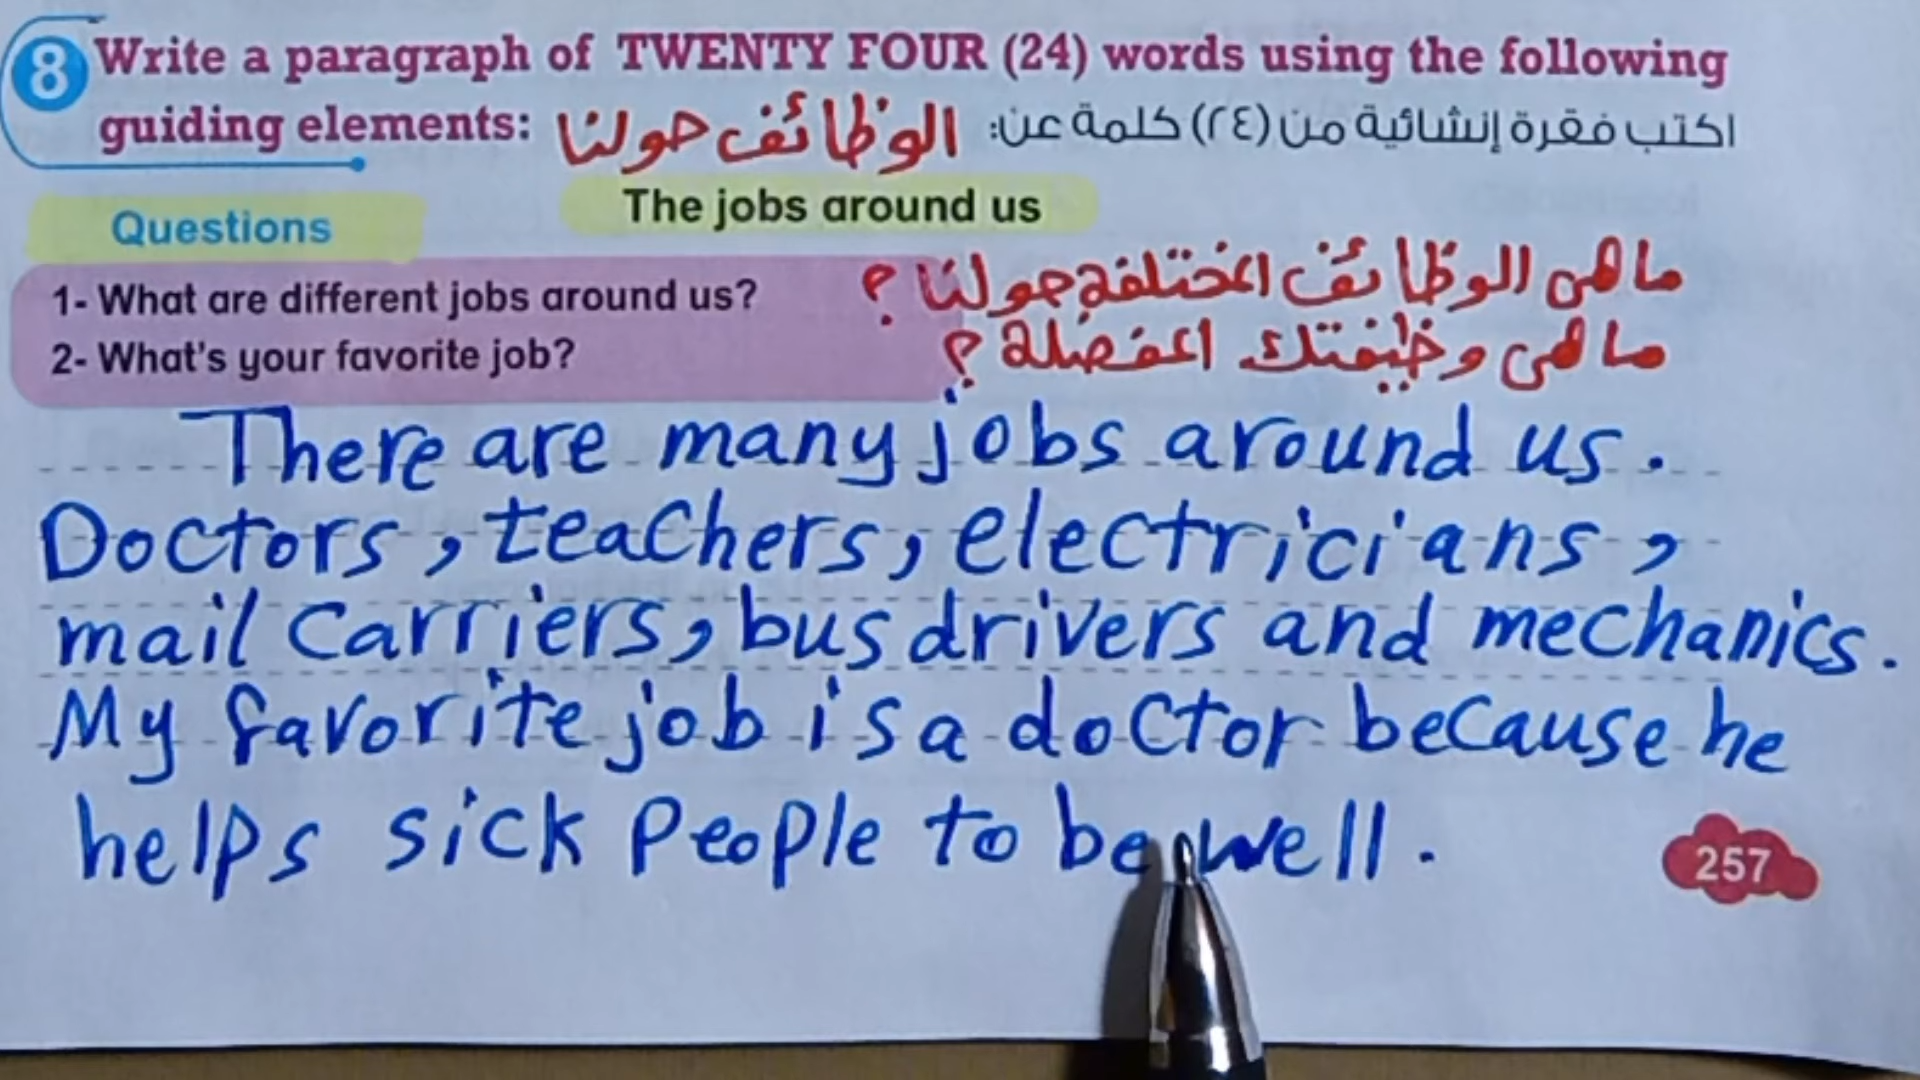 8 Write a paragraph of TWENTY FOUR (24) words using the following
guiding elements: اكتب فقرة إنشائية من (٢٤) كلمة عن: الوظائف حولنا
The jobs around us
Questions
1- What are different jobs around us? ما هى الوظائف المختلفة حولنا ؟
2- What's your favorite job? ما هى وظيفتك المفضلة ؟
There are many jobs around us.
Doctors, teachers, electricians,
mail carriers, bus drivers and mechanics.
My favorite job is a doctor because he
helps sick people to be well.
257